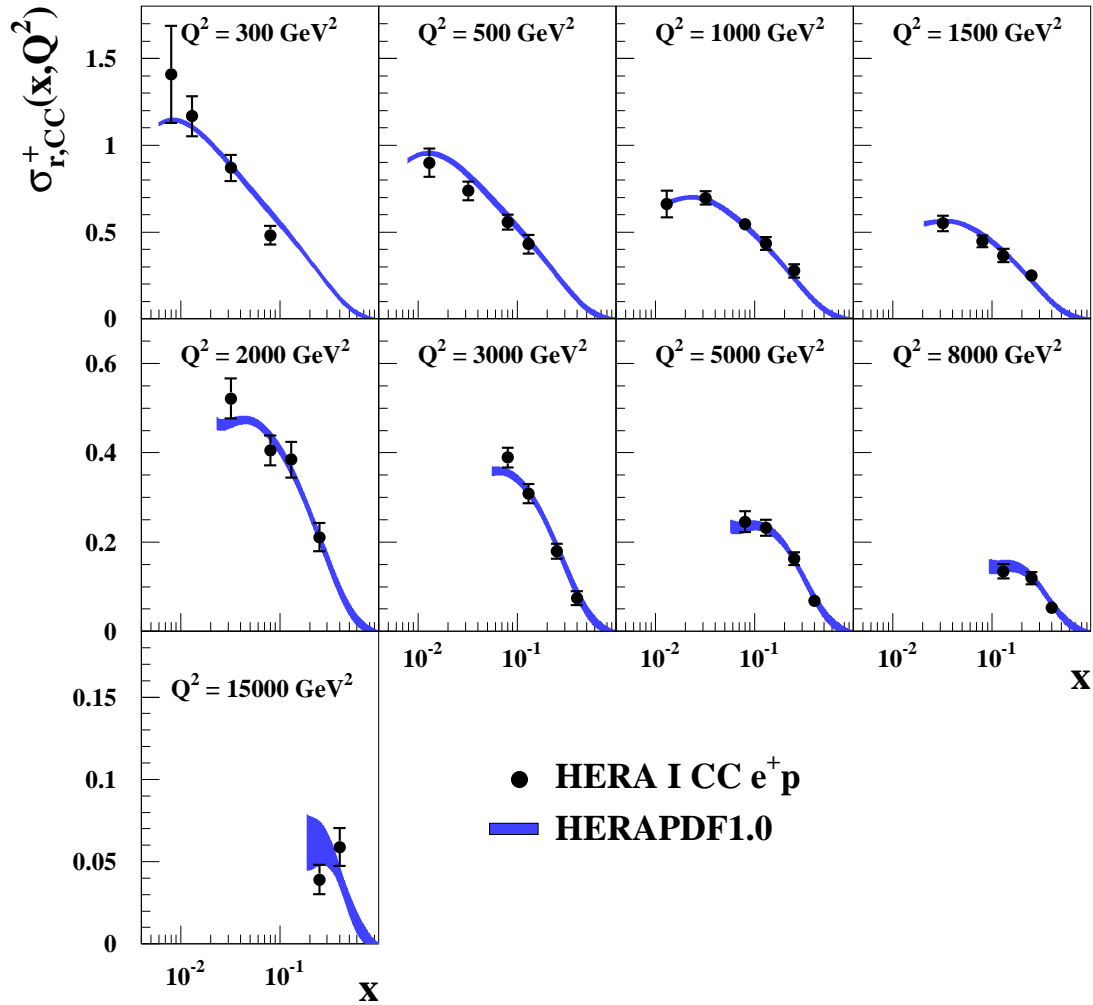 σ⁺r,CC(x,Q²)
Q² = 300 GeV²
Q² = 500 GeV²
Q² = 1000 GeV²
Q² = 1500 GeV²
1.5
1
0.5
0
Q² = 2000 GeV²
Q² = 3000 GeV²
Q² = 5000 GeV²
Q² = 8000 GeV²
0.6
0.4
0.2
0
10⁻² 10⁻¹ 10⁻² 10⁻¹ 10⁻² 10⁻¹
x
Q² = 15000 GeV²
0.15
0.1
0.05
0
10⁻² 10⁻¹
x
HERA I CC e⁺p
HERAPDF1.0